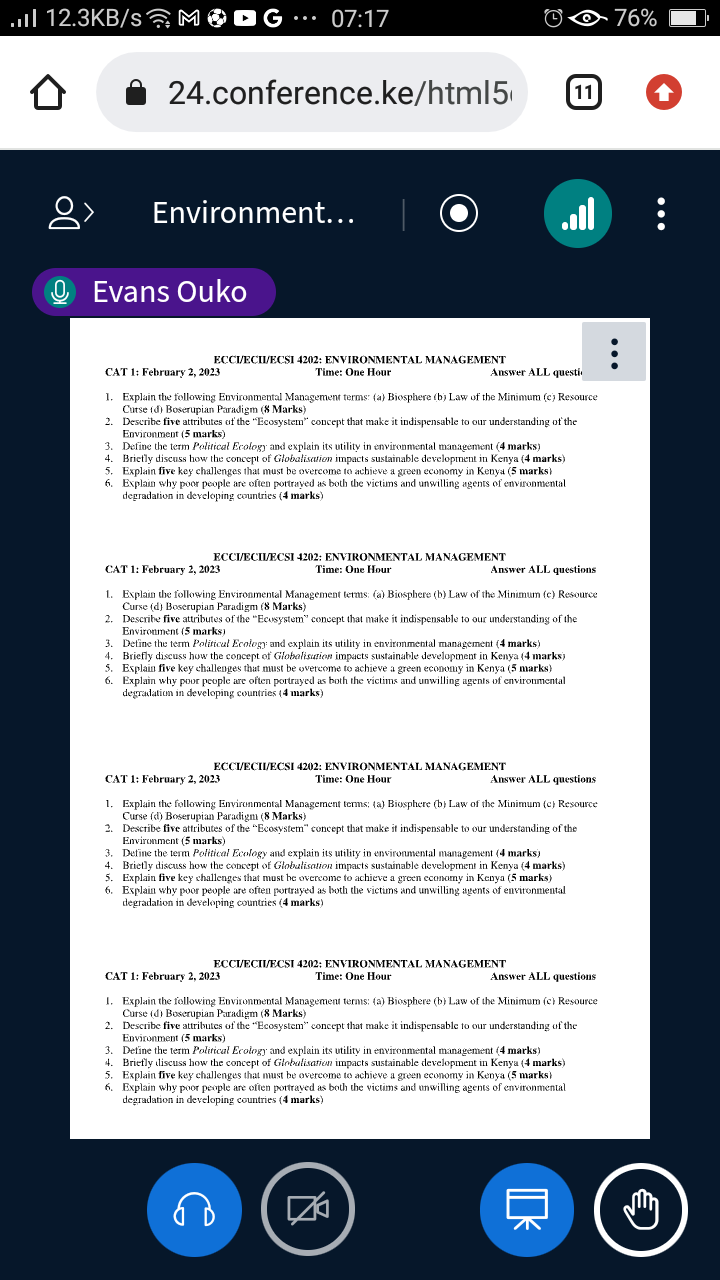 12.3KB/s 07:17 76%
24.conference.ke/html5
11
Environment...
Evans Ouko
ECCI/ECII/ECSI 4202: ENVIRONMENTAL MANAGEMENT
CAT 1: February 2, 2023 Time: One Hour Answer ALL questi
1. Explain the following Environmental Management terms: (a) Biosphere (b) Law of the Minimum (c) Resource
Curse (d) Boserupian Paradigm (8 Marks)
2. Describe five attributes of the “Ecosystem” concept that make it indispensable to our understanding of the
Environment (5 marks)
3. Define the term Political Ecology and explain its utility in environmental management (4 marks)
4. Briefly discuss how the concept of Globalisation impacts sustainable development in Kenya (4 marks)
5. Explain five key challenges that must be overcome to achieve a green economy in Kenya (5 marks)
6. Explain why poor people are often portrayed as both the victims and unwilling agents of environmental
degradation in developing countries (4 marks)
ECCI/ECII/ECSI 4202: ENVIRONMENTAL MANAGEMENT
CAT 1: February 2, 2023 Time: One Hour Answer ALL questions
1. Explain the following Environmental Management terms: (a) Biosphere (b) Law of the Minimum (c) Resource
Curse (d) Boserupian Paradigm (8 Marks)
2. Describe five attributes of the “Ecosystem” concept that make it indispensable to our understanding of the
Environment (5 marks)
3. Define the term Political Ecology and explain its utility in environmental management (4 marks)
4. Briefly discuss how the concept of Globalisation impacts sustainable development in Kenya (4 marks)
5. Explain five key challenges that must be overcome to achieve a green economy in Kenya (5 marks)
6. Explain why poor people are often portrayed as both the victims and unwilling agents of environmental
degradation in developing countries (4 marks)
ECCI/ECII/ECSI 4202: ENVIRONMENTAL MANAGEMENT
CAT 1: February 2, 2023 Time: One Hour Answer ALL questions
1. Explain the following Environmental Management terms: (a) Biosphere (b) Law of the Minimum (c) Resource
Curse (d) Boserupian Paradigm (8 Marks)
2. Describe five attributes of the “Ecosystem” concept that make it indispensable to our understanding of the
Environment (5 marks)
3. Define the term Political Ecology and explain its utility in environmental management (4 marks)
4. Briefly discuss how the concept of Globalisation impacts sustainable development in Kenya (4 marks)
5. Explain five key challenges that must be overcome to achieve a green economy in Kenya (5 marks)
6. Explain why poor people are often portrayed as both the victims and unwilling agents of environmental
degradation in developing countries (4 marks)
ECCI/ECII/ECSI 4202: ENVIRONMENTAL MANAGEMENT
CAT 1: February 2, 2023 Time: One Hour Answer ALL questions
1. Explain the following Environmental Management terms: (a) Biosphere (b) Law of the Minimum (c) Resource
Curse (d) Boserupian Paradigm (8 Marks)
2. Describe five attributes of the “Ecosystem” concept that make it indispensable to our understanding of the
Environment (5 marks)
3. Define the term Political Ecology and explain its utility in environmental management (4 marks)
4. Briefly discuss how the concept of Globalisation impacts sustainable development in Kenya (4 marks)
5. Explain five key challenges that must be overcome to achieve a green economy in Kenya (5 marks)
6. Explain why poor people are often portrayed as both the victims and unwilling agents of environmental
degradation in developing countries (4 marks)